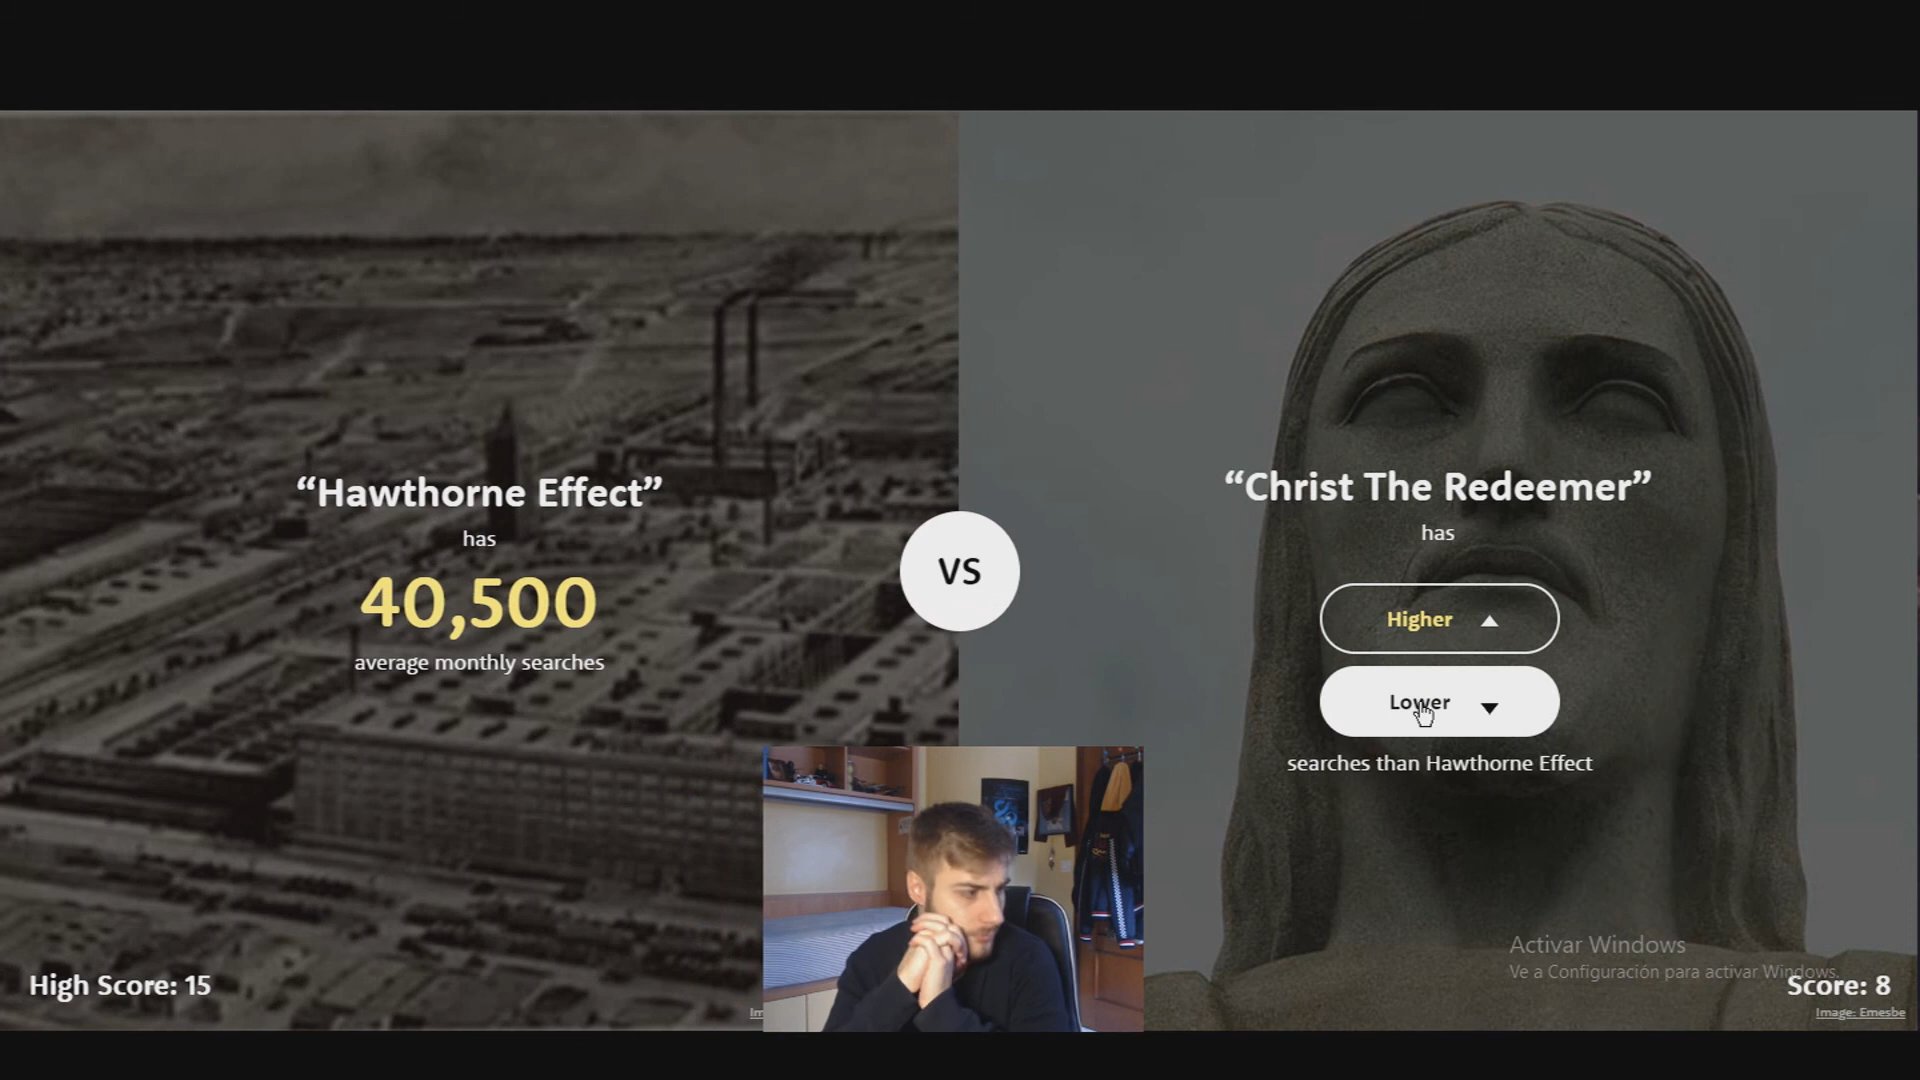 “Hawthorne Effect”
has
40,500
average monthly searches
VS
“Christ The Redeemer”
has
Higher
Lower
searches than Hawthorne Effect
High Score: 15
Activar Windows
Ve a Configuración para activar Windows.
Score: 8
Im
Image: Emesbe